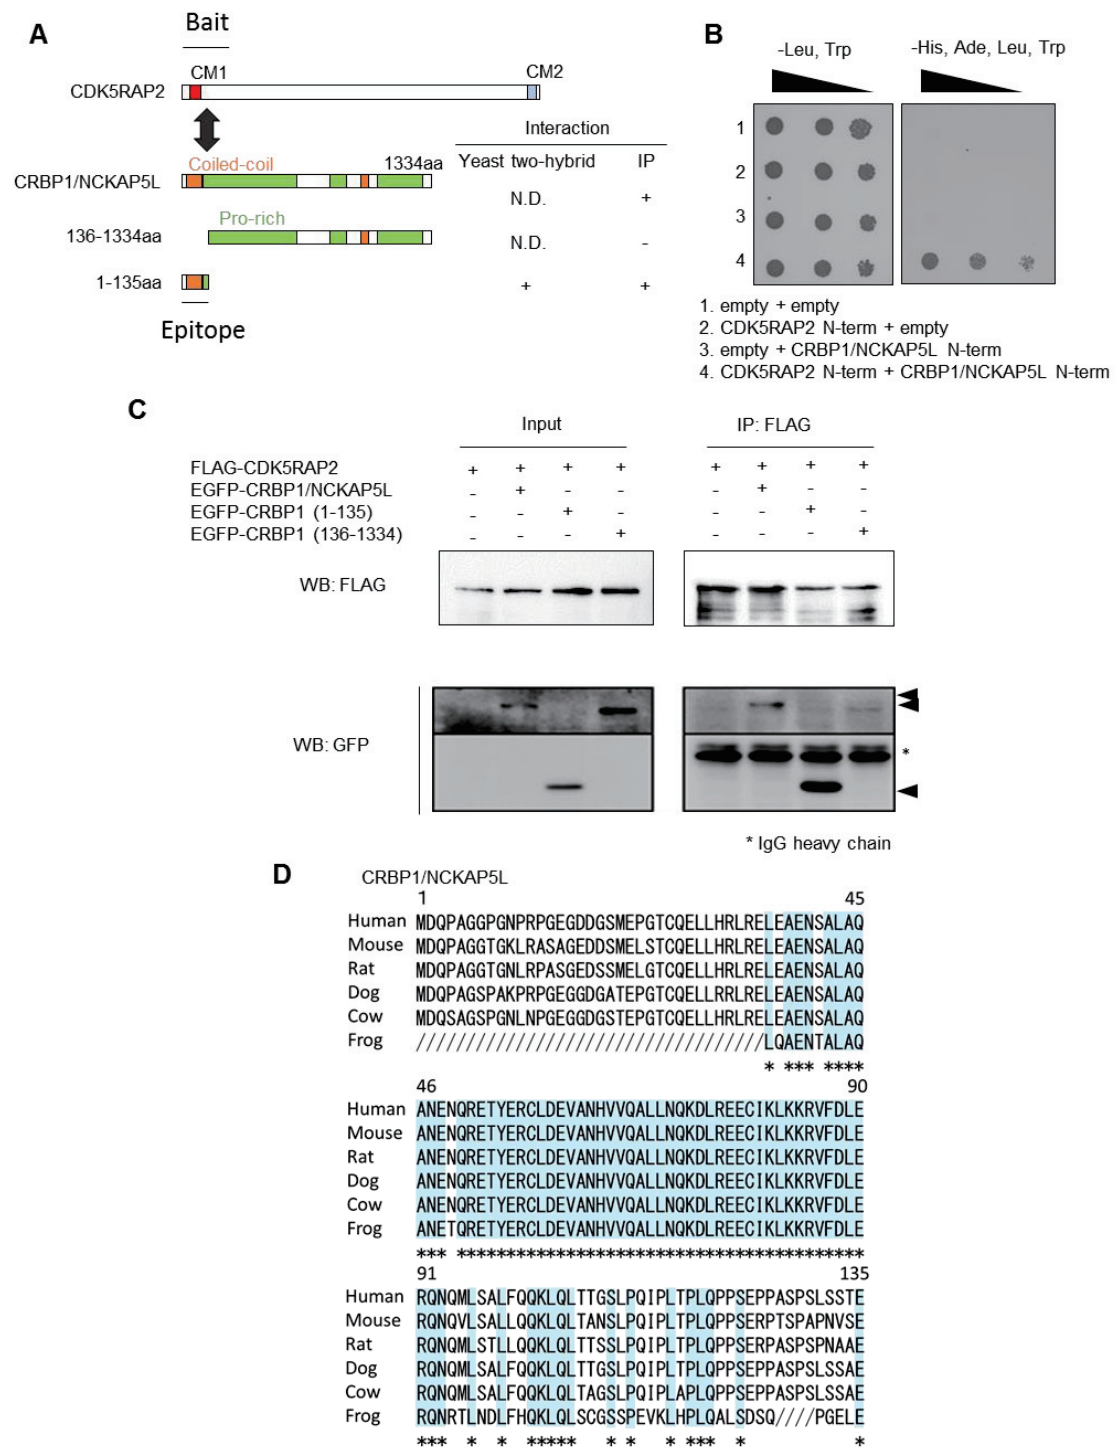 A
Bait
CM1
CM2
CDK5RAP2
Interaction
Coiled-coil
1334aa
Yeast two-hybrid IP
CRBP1/NCKAP5L
N.D. +
Pro-rich
136-1334aa
N.D. -
1-135aa
+ +
Epitope
B
-Leu, Trp
-His, Ade, Leu, Trp
1
2
3
4
1. empty + empty
2. CDK5RAP2 N-term + empty
3. empty + CRBP1/NCKAP5L N-term
4. CDK5RAP2 N-term + CRBP1/NCKAP5L N-term
C
Input IP: FLAG
FLAG-CDK5RAP2 + + + + + + + +
EGFP-CRBP1/NCKAP5L - + - - - + - -
EGFP-CRBP1 (1-135) - - + - - - + -
EGFP-CRBP1 (136-1334) - - - + - - - +
WB: FLAG
WB: GFP
*
* IgG heavy chain
D
CRBP1/NCKAP5L
1 45
Human MDQPAGGPGNPRPGEGDDGSMEPGTCQELLHRLRELEAENSALAQ
Mouse MDQPAGGTGKLRASAGEDDSMELSTCQELLHRLRELEAENSALAQ
Rat MDQPAGGTGNLRPASGEDSSMELGTCQELLHRLRELEAENSALAQ
Dog MDQPAGSPAKPRPGEGGDGATEPGTCQELLRRLRELEAENSALAQ
Cow MDQSAGSPGNLNPGEGGDGSTEPGTCQELLHRLRELEAENSALAQ
Frog ///////////////////////////////////LQAENTALAQ
* *** ****
46 90
Human ANENQRETYERCLDEVANHVVQALLNQKDLREECIKLKKRVFDLE
Mouse ANENQRETYERCLDEVANHVVQALLNQKDLREECIKLKKRVFDLE
Rat ANENQRETYERCLDEVANHVVQALLNQKDLREECIKLKKRVFDLE
Dog ANENQRETYERCLDEVANHVVQALLNQKDLREECIKLKKRVFDLE
Cow ANENQRETYERCLDEVANHVVQALLNQKDLREECIKLKKRVFDLE
Frog ANETQRETYERCLDEVANHVVQALLNQKDLREECIKLKKRVFDLE
*** *****************************************
91 135
Human RQNQMLSALFQQKLQLTTGSLPQIPLTPLQPPSEPPASPSLSSTE
Mouse RQNQVLSALLQQKLQLTANSLPQIPLTPLQPPSERPTSPAPNVSE
Rat RQNQMLSTLLQQKLQLTTSSLPQIPLTPLQPPSERPASPSPNAAE
Dog RQNQMLSALFQQKLQLTTGSLPQIPLTPLQPPSEPPASPSLSSAE
Cow RQNQMLSALFQQKLQLTAGSLPQIPLAPLQPPSEPPASPSLSSAE
Frog RQNRTLNDLFHQKLQLSCGSSPEVKLHPLQALSDSQ////PGELE
*** * * ***** * * * *** * *